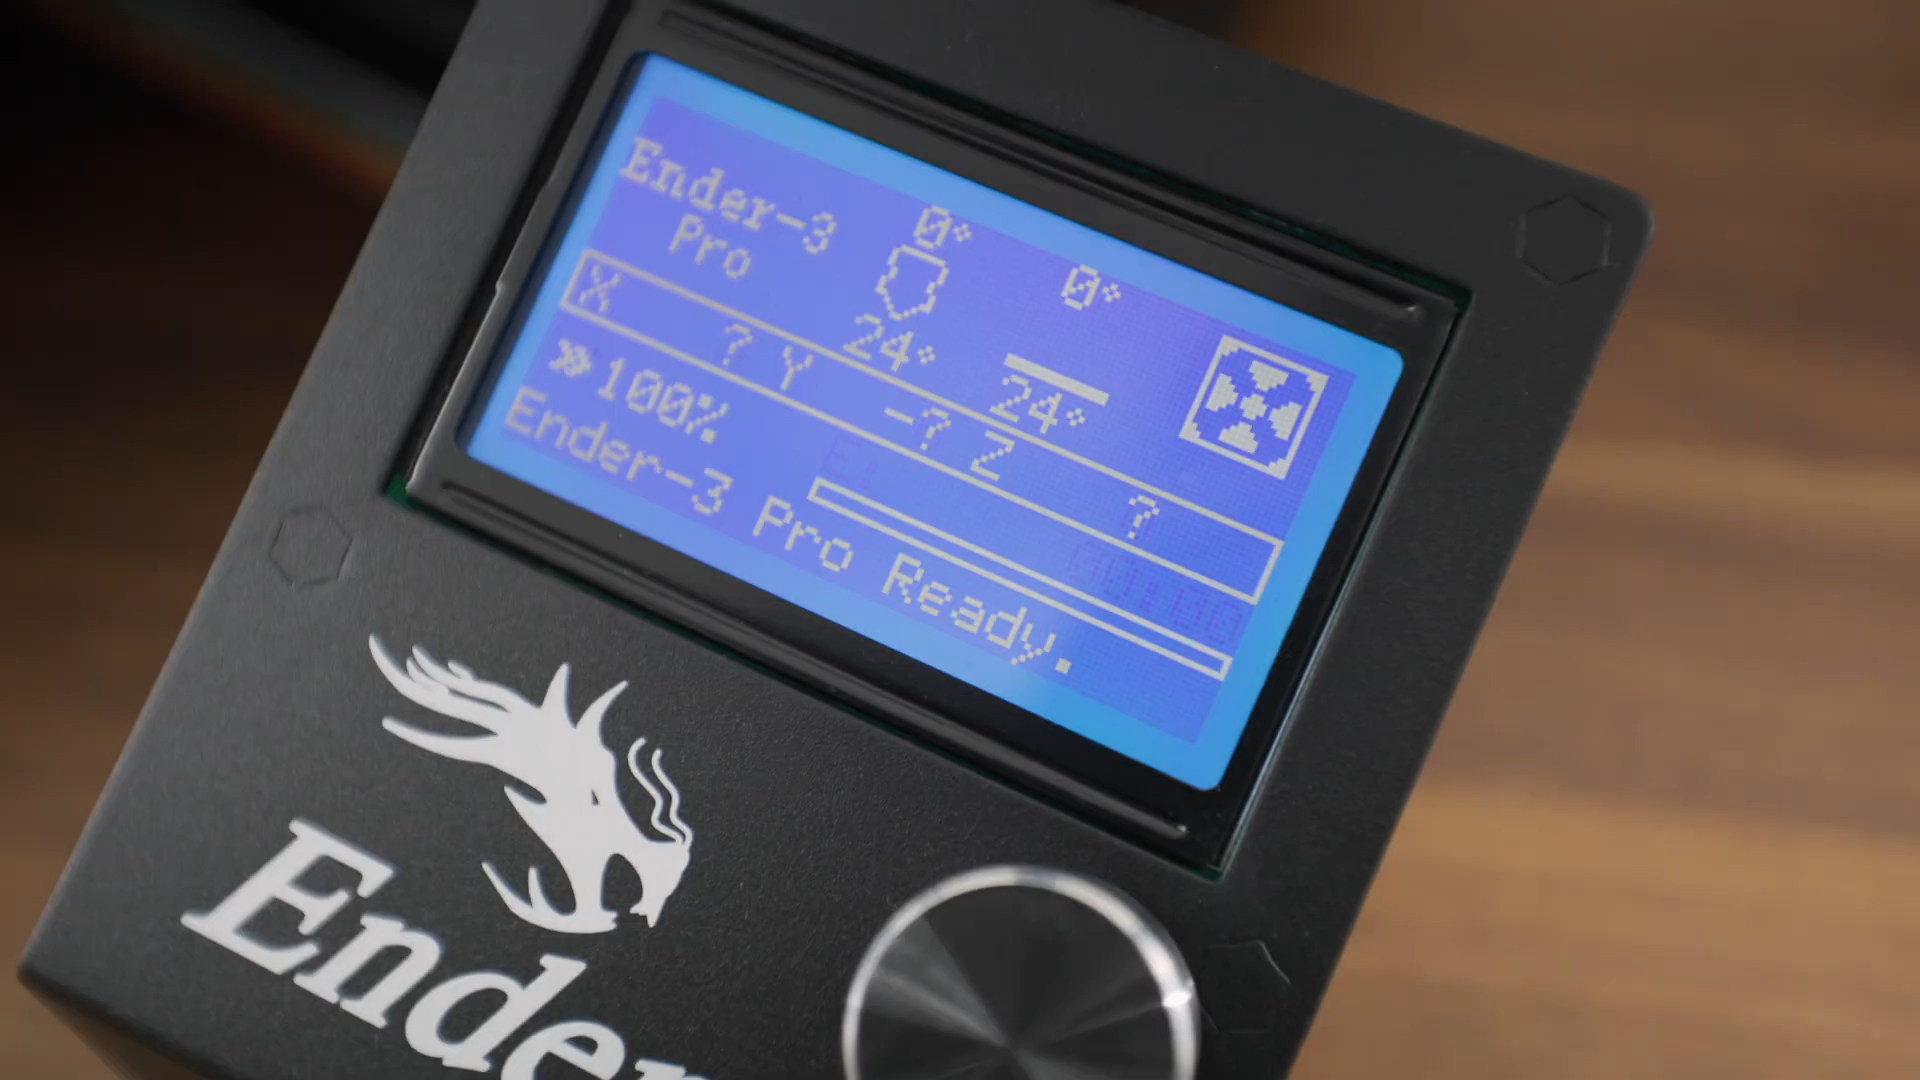 Ender-3
Pro
0° 0°
24° 24°
X ? Y -? Z ?
»100%
Ender-3 Pro Ready.
Ender